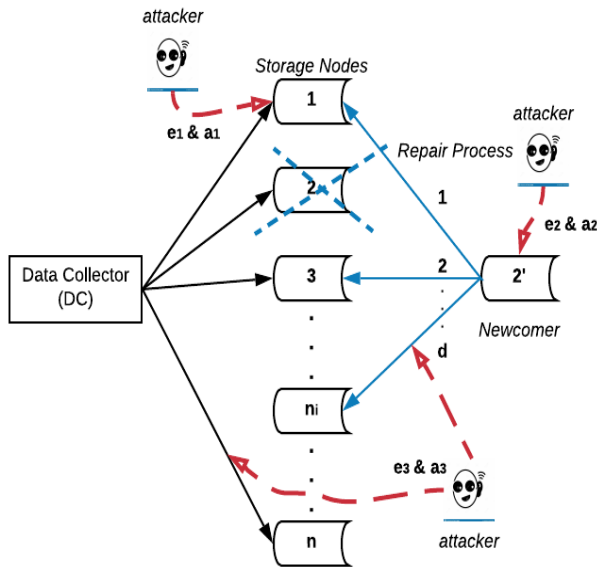 attacker
Storage Nodes
1
e1 & a1
attacker
Repair Process
2
1
e2 & a2
Data Collector
(DC)
3
2
2'
Newcomer
d
ni
e3 & a3
n
attacker